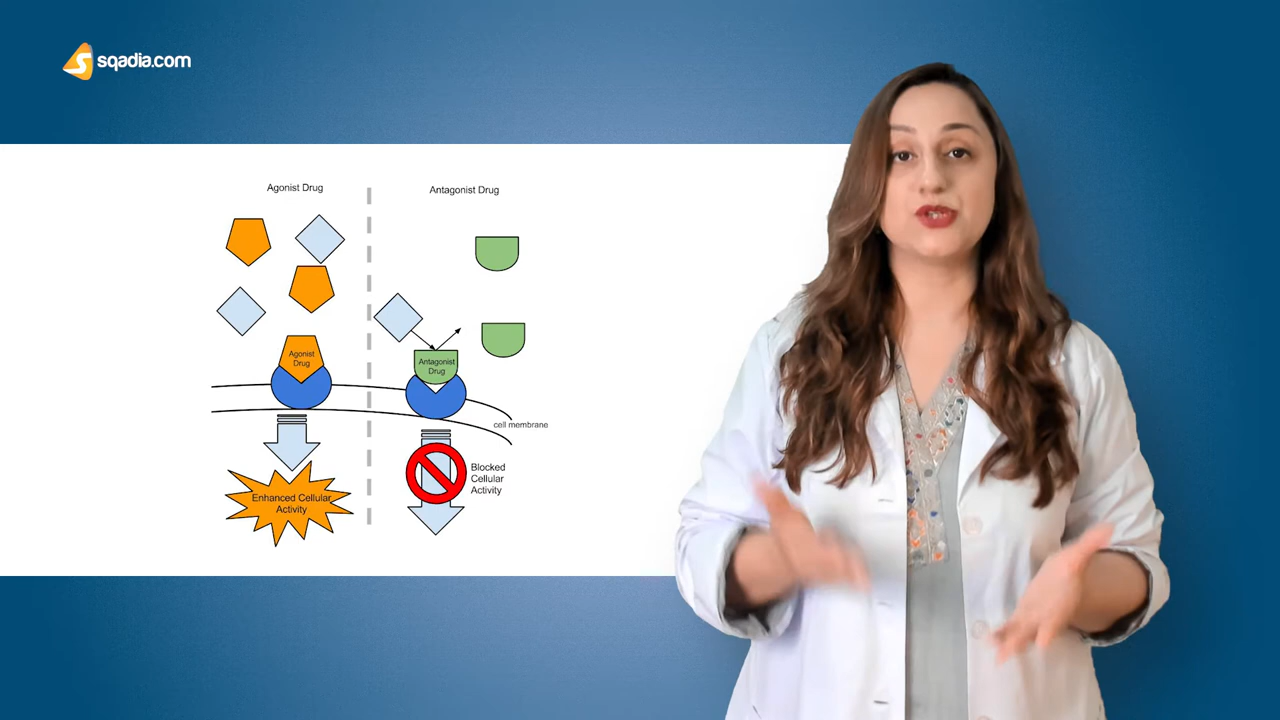 sqadia.com
Agonist Drug
Antagonist Drug
Agonist
Drug
Antagonist
Drug
cell membrane
Enhanced Cellular
Activity
Blocked
Cellular
Activity